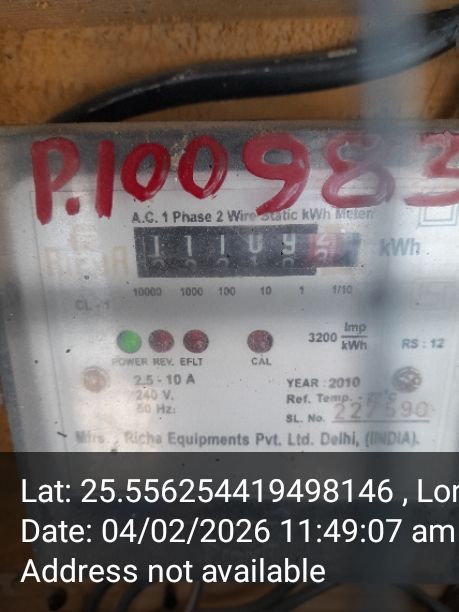 P.100983
A.C. 1 Phase 2 Wire Static kWh Meter
kWh
CL - 1
10000 1000 100 10 1 1/10
3200 Imp/kWh
RS : 12
POWER REV. EFLT CAL
2.5 - 10 A
240 V.
50 Hz.
YEAR : 2010
Ref. Temp. -
SL. No. 227590
Mfrs. : Richa Equipments Pvt. Ltd. Delhi, (INDIA).
Lat: 25.556254419498146 , Lon
Date: 04/02/2026 11:49:07 am
Address not available